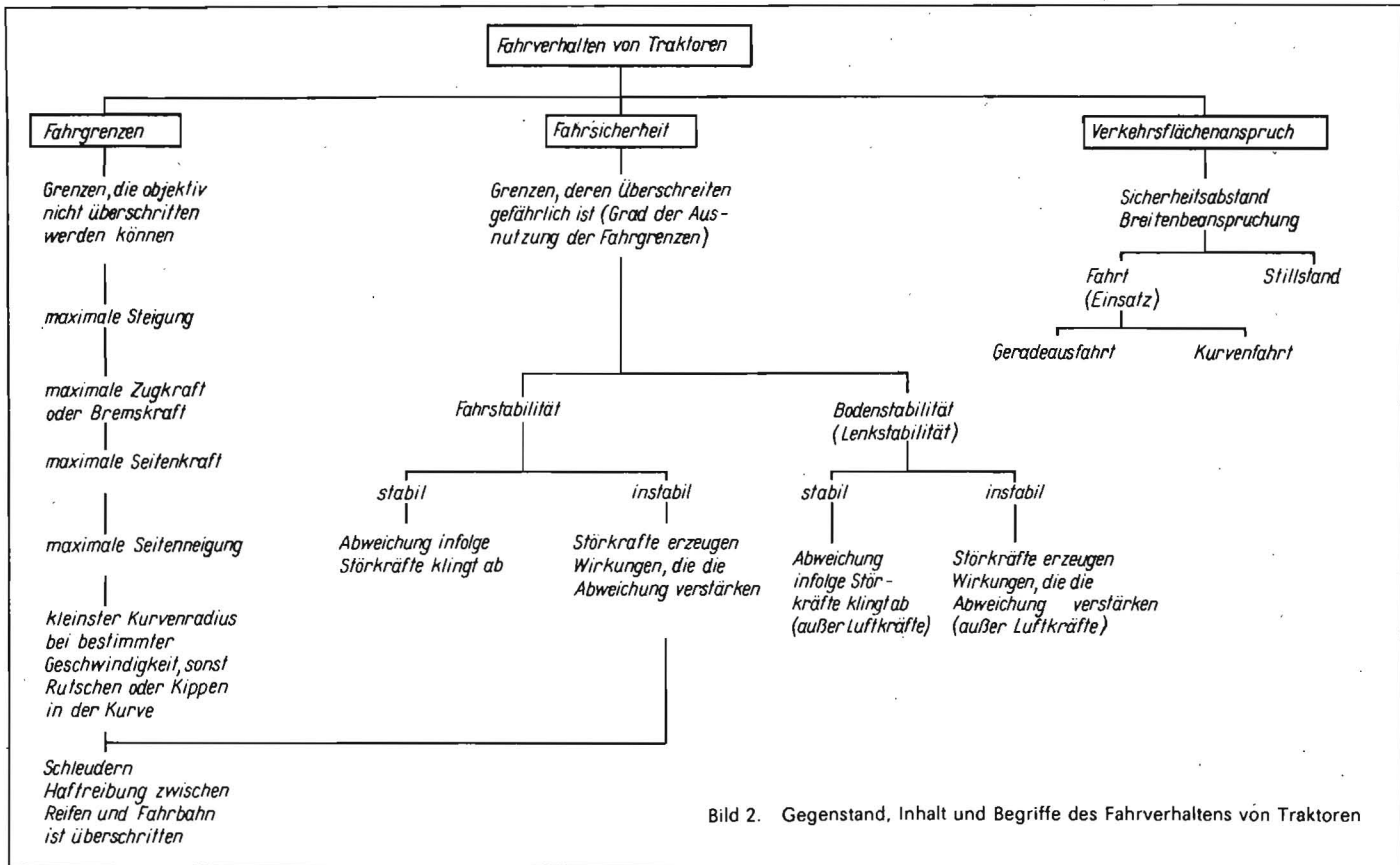 Fahrverhalten von Traktoren
Fahrgrenzen
Grenzen, die objektiv
nicht überschritten
werden können
maximale Steigung
maximale Zugkraft
oder Bremskraft
maximale Seitenkraft
maximale Seitenneigung
kleinster Kurvenradius
bei bestimmter
Geschwindigkeit, sonst
Rutschen oder Kippen
in der Kurve
Schleudern
Haftreibung zwischen
Reifen und Fahrbahn
ist überschritten
Fahrsicherheit
Grenzen, deren Überschreiten
gefährlich ist (Grad der Aus-
nutzung der Fahrgrenzen)
Fahrstabilität
stabil
Abweichung infolge
Störkräfte klingt ab
instabil
Störkrafte erzeugen
Wirkungen, die die
Abweichung verstärken
Bodenstabilität
(Lenkstabilität)
stabil
Abweichung
infolge Stör-
kräfte klingt ab
(außer Luftkräfte)
instabil
Störkräfte erzeugen
Wirkungen, die die
Abweichung verstärken
(außer Luftkräfte)
Verkehrsflächenanspruch
Sicherheitsabstand
Breitenbeanspruchung
Fahrt
(Einsatz)
Stillstand
Geradeausfahrt
Kurvenfahrt
Bild 2. Gegenstand, Inhalt und Begriffe des Fahrverhaltens von Traktoren